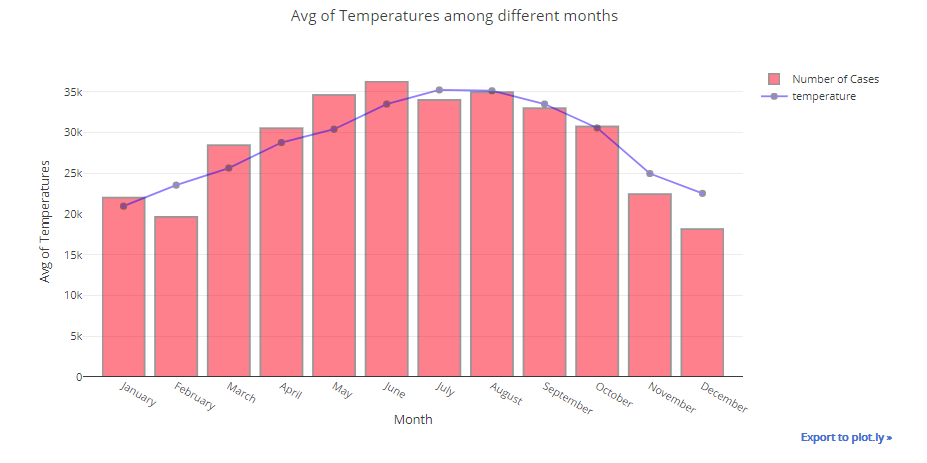 Avg of Temperatures among different months
Number of Cases
temperature
35k
30k
25k
20k
15k
10k
5k
0
Avg of Temperatures
January
February
March
April
May
June
July
August
September
October
November
December
Month
Export to plot.ly »